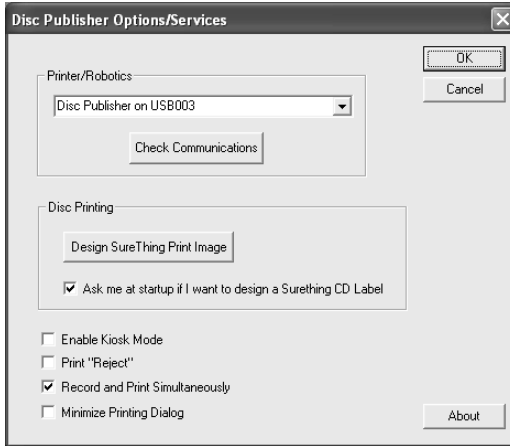 Disc Publisher Options/Services
OK
Cancel
Printer/Robotics
Disc Publisher on USB003
Check Communications
Disc Printing
Design SureThing Print Image
Ask me at startup if I want to design a Surething CD Label
Enable Kiosk Mode
Print "Reject"
Record and Print Simultaneously
Minimize Printing Dialog
About